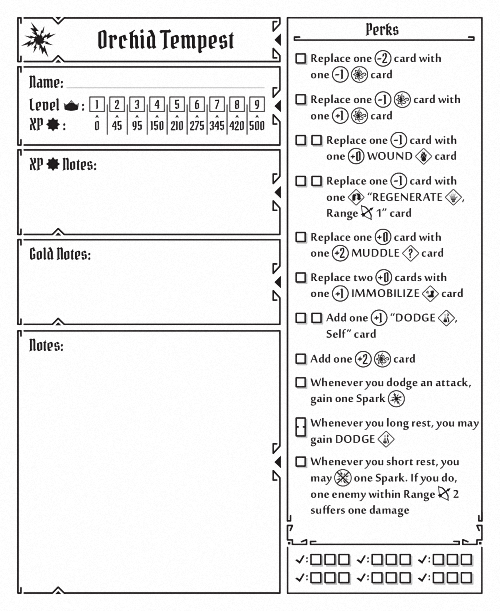 Orchid Tempest
Name:
Level : 1 2 3 4 5 6 7 8 9
XP : 0 45 95 150 210 275 345 420 500
XP Notes:
Gold Notes:
Notes:
Perks
Replace one -2 card with
one -1 card
Replace one -1 card with
one +1 card
Replace one -1 card with
one +0 WOUND card
Replace one -1 card with
one “REGENERATE ,
Range 1” card
Replace one +0 card with
one +2 MUDDLE ? card
Replace two +0 cards with
one +1 IMMOBILIZE card
Add one +1 “DODGE ,
Self” card
Add one +2 card
Whenever you dodge an attack,
gain one Spark
Whenever you long rest, you may
gain DODGE
Whenever you short rest, you
may one Spark. If you do,
one enemy within Range 2
suffers one damage
✓: ✓: ✓:
✓: ✓: ✓: